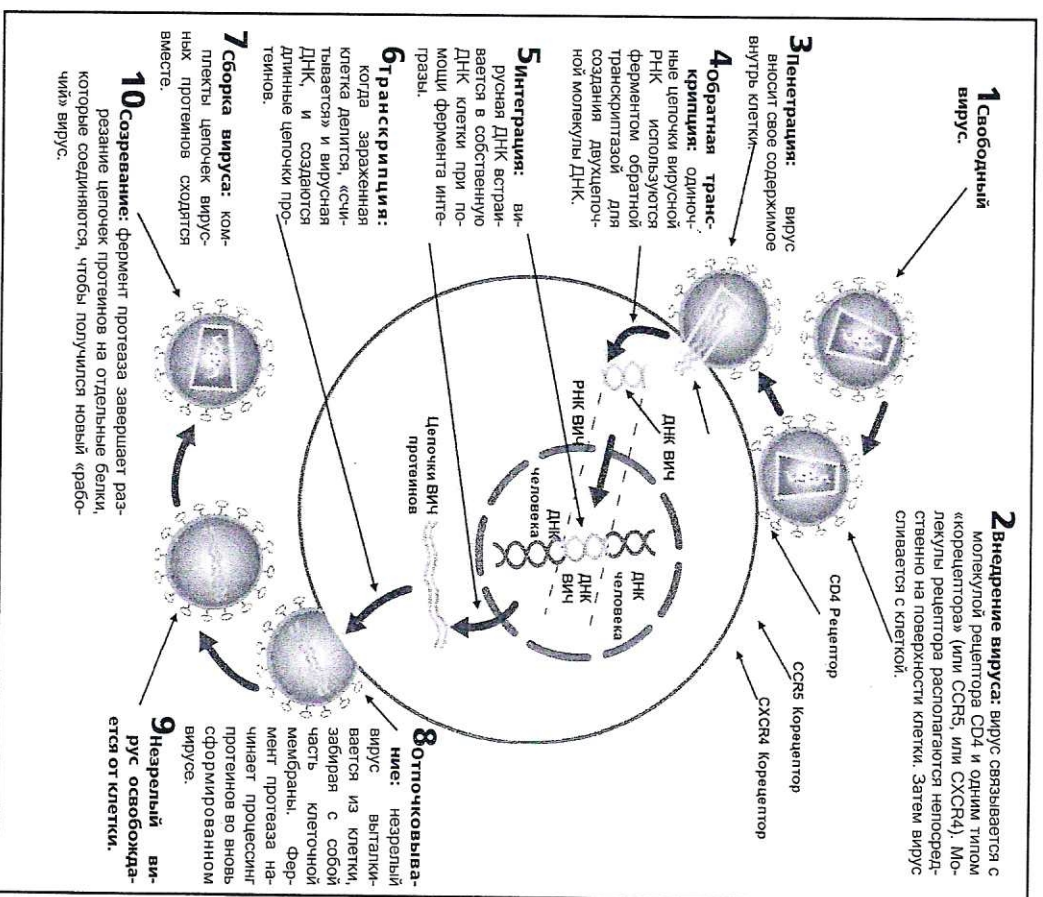 1 Свободный
вирус.
2 Внедрение вируса: вирус связывается с
молекулой рецептора CD4 и одним типом
«корецептора» (или CCR5, или CXCR4). Мо-
лекулы рецептора располагаются непосред-
ственно на поверхности клетки. Затем вирус
сливается с клеткой.
3 Пенетрация: вирус
вносит свое содержимое
внутрь клетки.
4 обратная транс-
крипция: одиноч-
ные цепочки вирусной
РНК используются
ферментом обратной
транскриптазой для
создания двухцепоч-
ной молекулы ДНК.
5 Интеграция: ви-
русная ДНК встраи-
вается в собственную
ДНК клетки при по-
мощи фермента инте-
гразы.
6 Транскрипция:
когда зараженная
клетка делится, «счи-
тывается» и вирусная
ДНК, и создаются
длинные цепочки про-
теинов.
7 Сборка вируса: ком-
плекты цепочек вирус-
ных протеинов сходятся
вместе.
8 Отпочковыва-
ние: незрелый
вирус выталки-
вается из клетки,
забирая с собой
часть клеточной
мембраны. Фер-
мент протеаза на-
чинает процессинг
протеинов во вновь
сформированном
вирусе.
9 Незрелый ви-
рус освобожда-
ется от клетки.
10 Созревание: фермент протеаза завершает раз-
резание цепочек протеинов на отдельные белки,
которые соединяются, чтобы получился новый «рабо-
чий» вирус.
CD4 Рецептор
CCR5 Корецептор
CXCR4 Корецептор
ДНК ВИЧ
РНК ВИЧ
ДНК
человека
ДНК
ВИЧ
ДНК
человека
Цепочки ВИЧ
протеинов